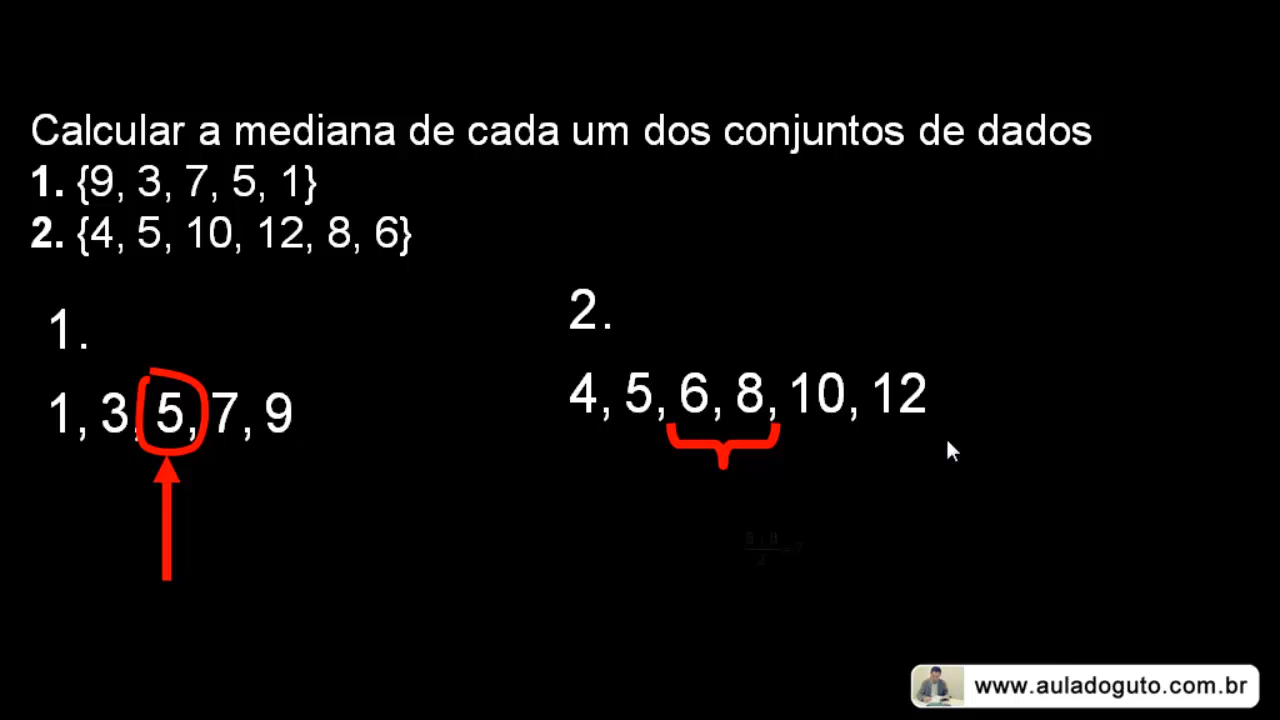 Calcular a mediana de cada um dos conjuntos de dados
1. {9, 3, 7, 5, 1}
2. {4, 5, 10, 12, 8, 6}
1.
1, 3, 5, 7, 9
2.
4, 5, 6, 8, 10, 12
www.auladoguto.com.br